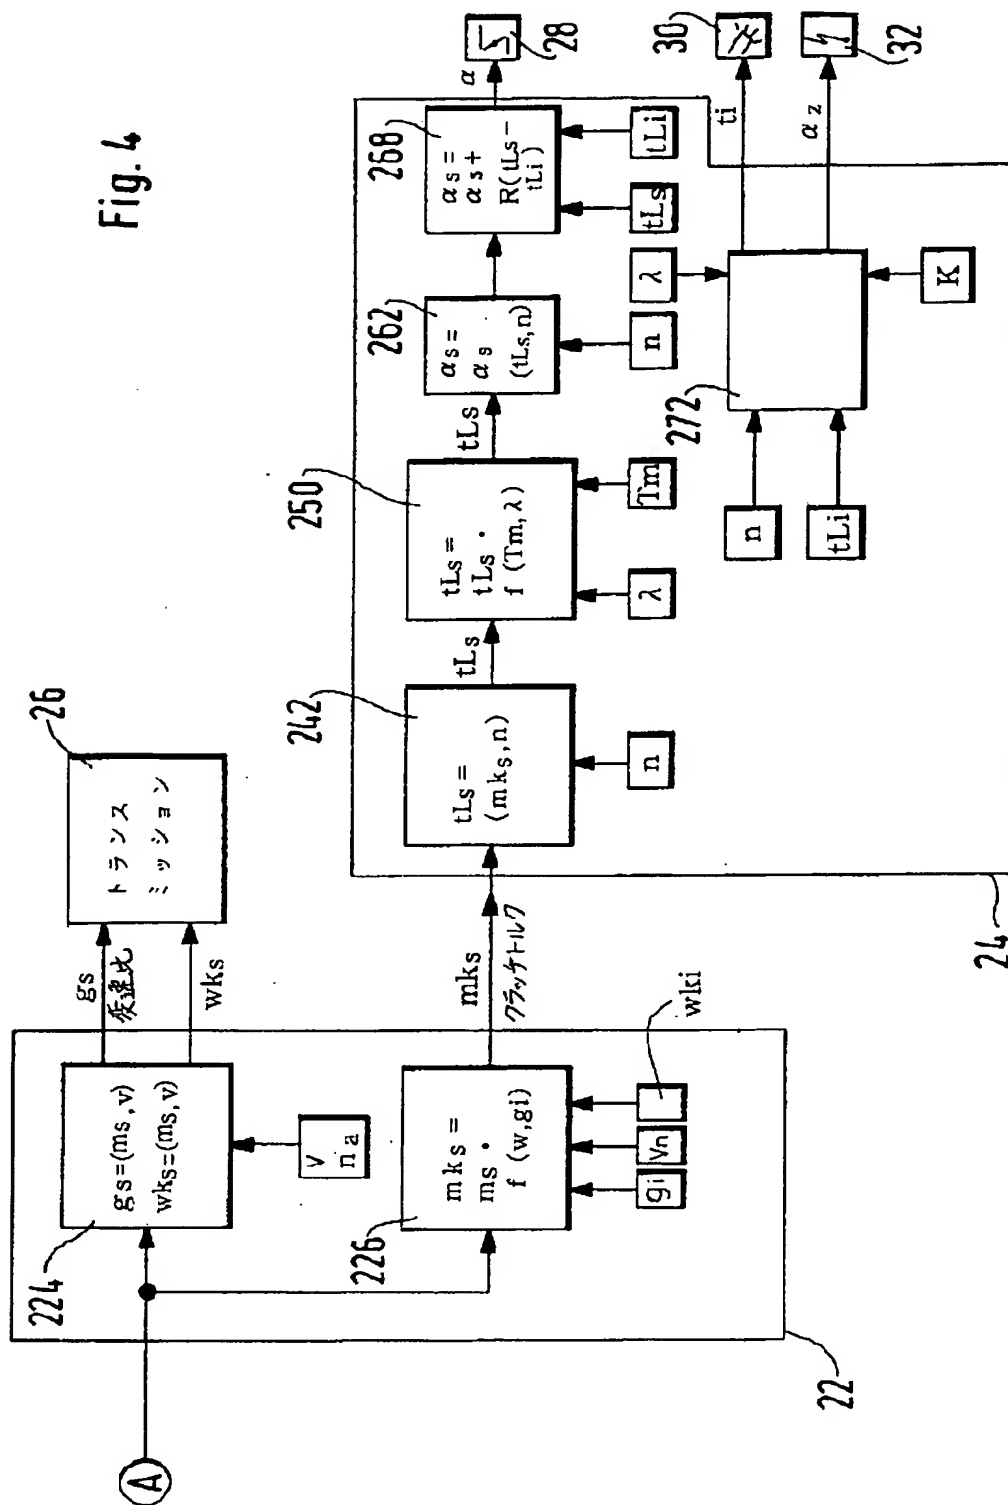 Fig. 4
A
22
224
gs=(ms,v)
wks=(ms,v)
v
na
gs
変速比
wks
26
トランス
ミッション
226
mks=
ms・
f (w,gi)
gi
vn
wki
mks
クラッチトルク
24
242
tLs=
(mks,n)
n
tLs
250
tLs=
tLs・
f (Tm,λ)
λ
Tm
tLs
262
αs=
αs
(tLs,n)
n
268
αs=
αs+
R(tLs−
tLi)
tLs
tLi
α
28
272
n
tLi
λ
K
ti
30
αz
32